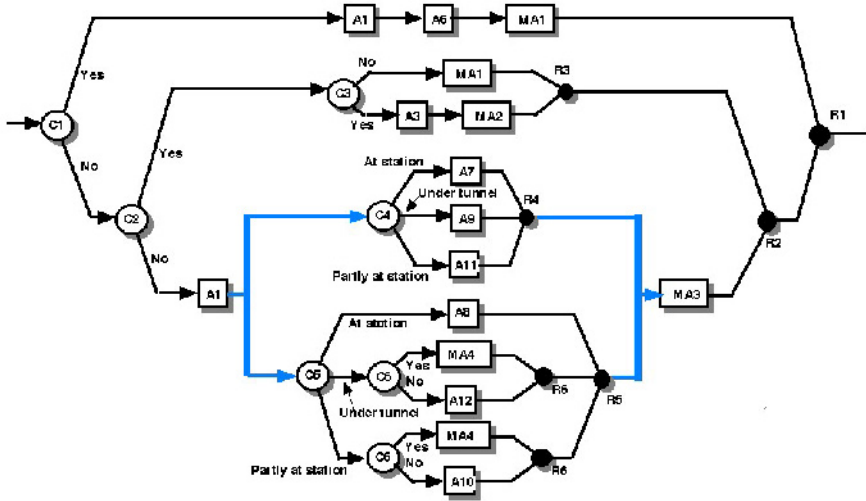 A1 A6 MA1
Yes
No
MA1
R3
C3
Yes
A3
MA2
C1
R1
No
Yes
At station
A7
Under tunnel
R4
C2
C4
A9
R2
No
Partly at station
A11
A1
MA3
At station
A8
Yes
MA4
C5
C6
No
R6
R5
A12
Under tunnel
MA4
Yes
C6
Partly at station
No
R6
A10